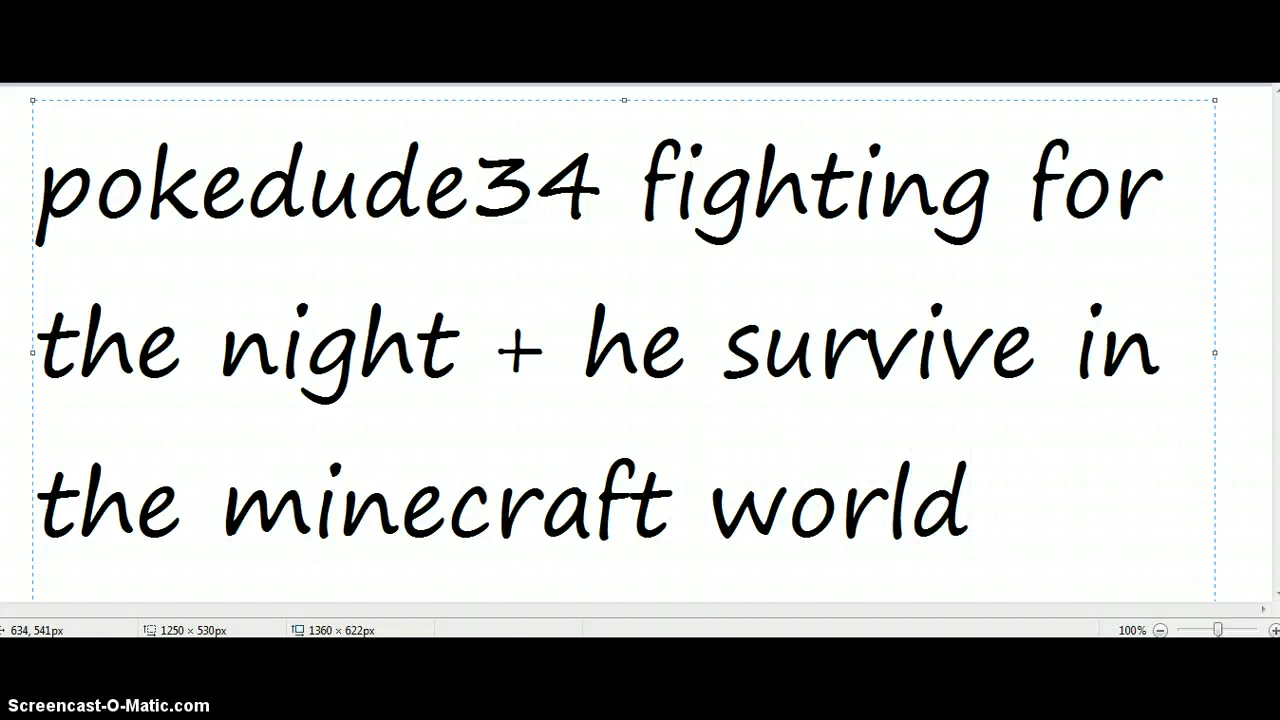 pokedude34 fighting for
the night + he survive in
the minecraft world
634, 541px 1250 × 530px 1360 × 622px 100%
Screencast-O-Matic.com